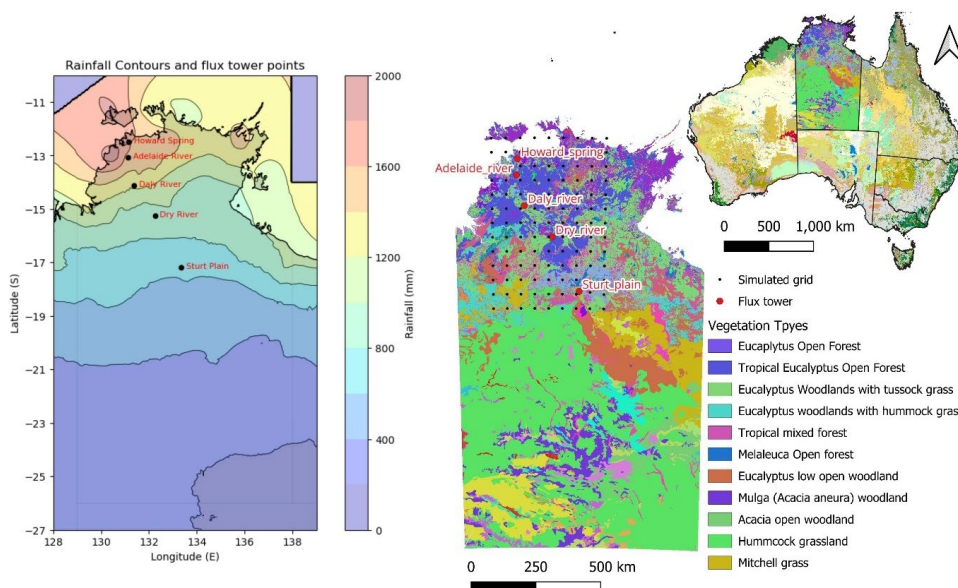 Rainfall Contours and flux tower points
-11
-13
-15
-17
-19
-21
-23
-25
-27
Latitude (S)
128
130
132
134
136
138
Longitude (E)
Howard Spring
Adelaide River
Daly River
Dry River
Sturt Plain
2000
1600
1200
800
400
0
Rainfall (mm)
Howard_spring
Adelaide_river
Daly_river
Dry_river
Sturt_plain
0 250 500 km
0 500 1,000 km
Simulated grid
Flux tower
Vegetation Tpyes
Eucaplytus Open Forest
Tropical Eucalyptus Open Forest
Eucalyptus Woodlands with tussock grass
Eucalyptus woodlands with hummock gras
Tropical mixed forest
Melaleuca Open forest
Eucalyptus low open woodland
Mulga (Acacia aneura) woodland
Acacia open woodland
Hummcock grassland
Mitchell grass